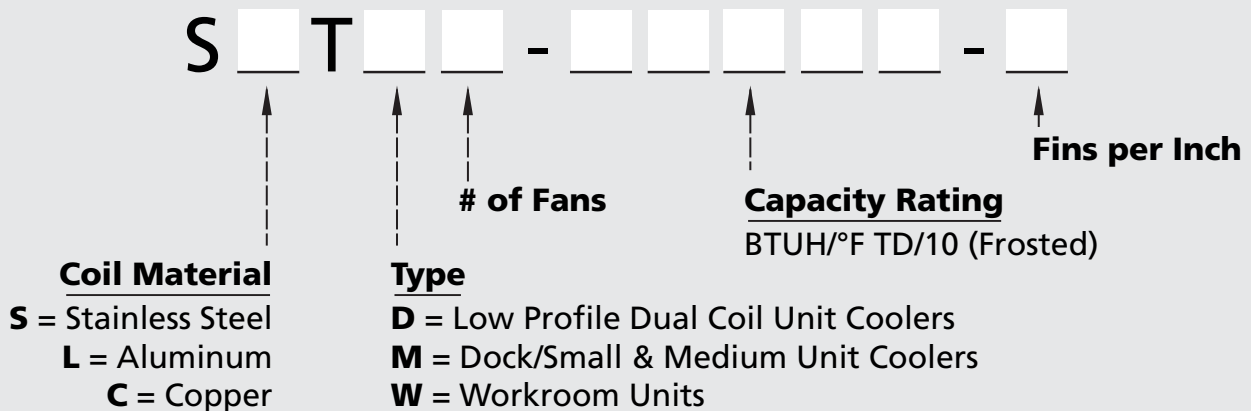 S T - -
Fins per Inch
# of Fans
Capacity Rating
BTUH/°F TD/10 (Frosted)
Coil Material
S = Stainless Steel
L = Aluminum
C = Copper
Type
D = Low Profile Dual Coil Unit Coolers
M = Dock/Small & Medium Unit Coolers
W = Workroom Units